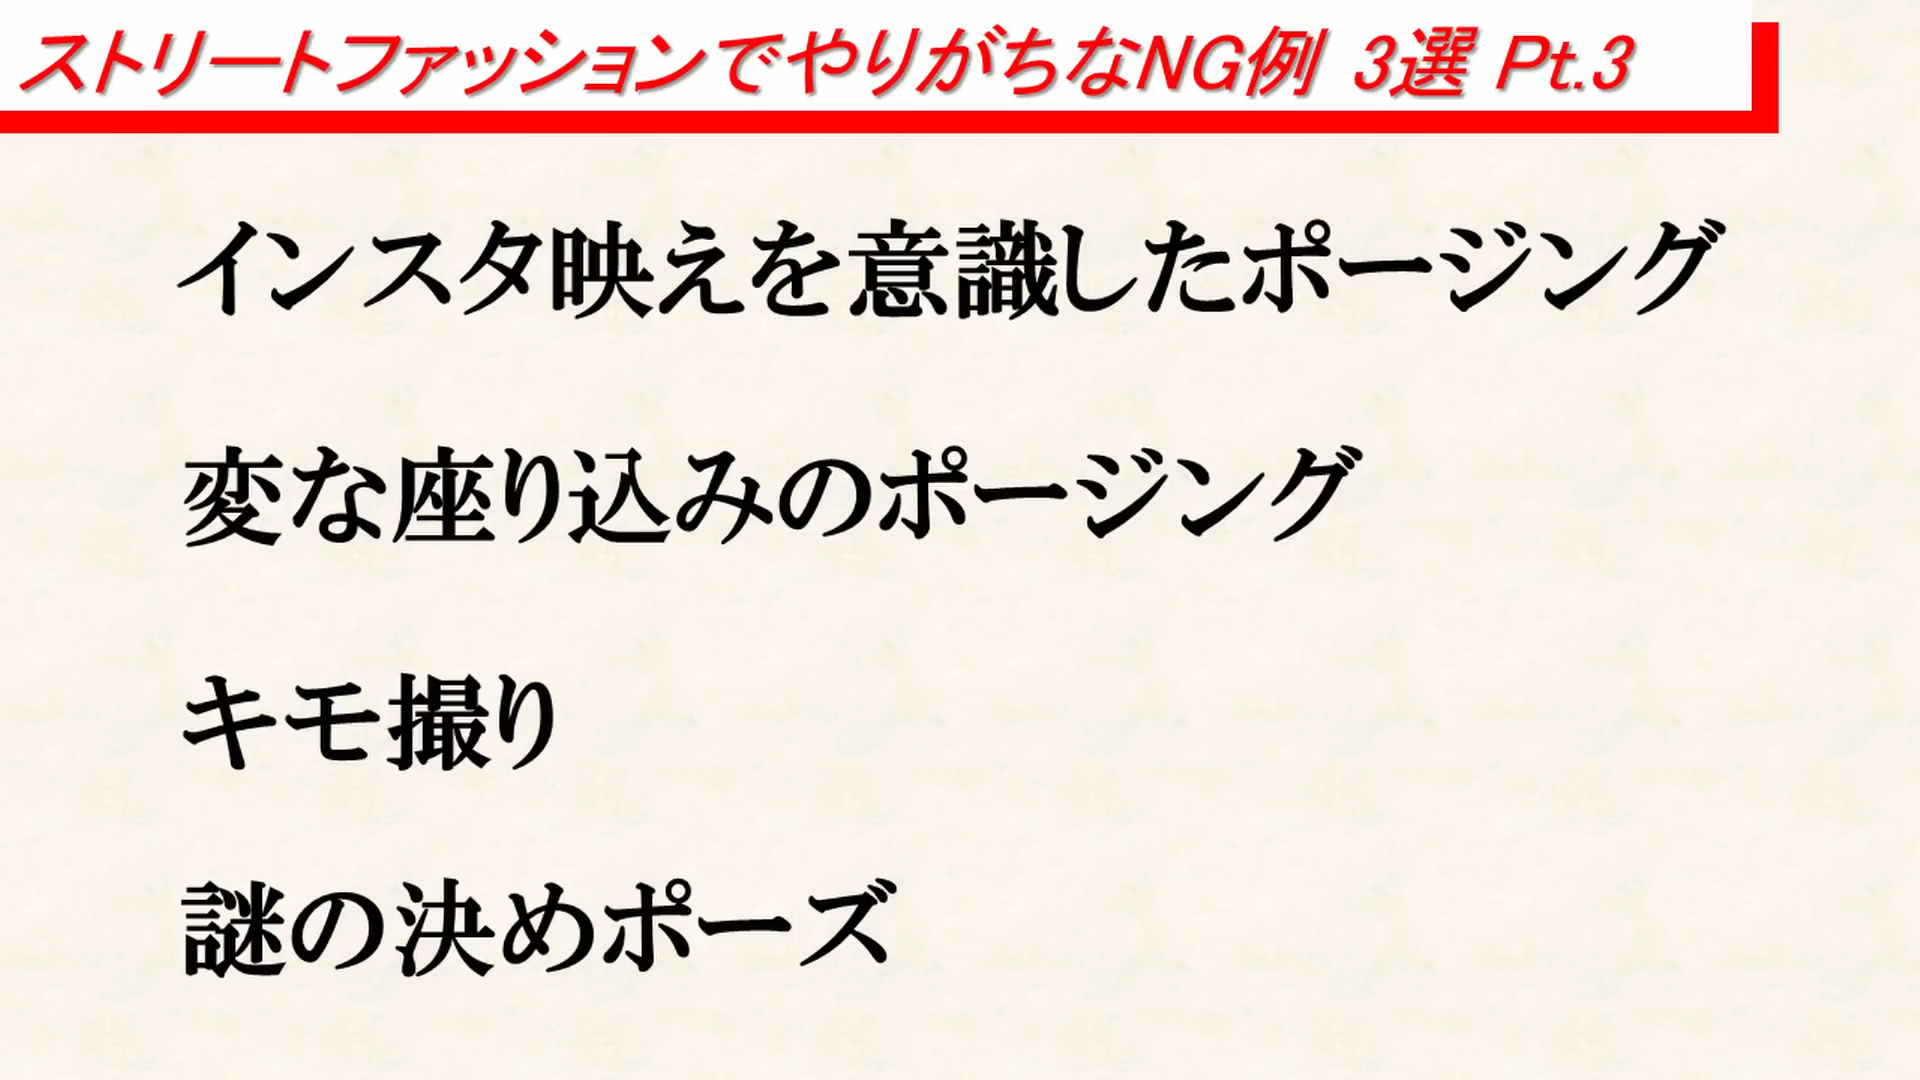 ストリートファッションでやりがちなNG例 3選 Pt.3
インスタ映えを意識したポージング
変な座り込みのポージング
キモ撮り
謎の決めポーズ